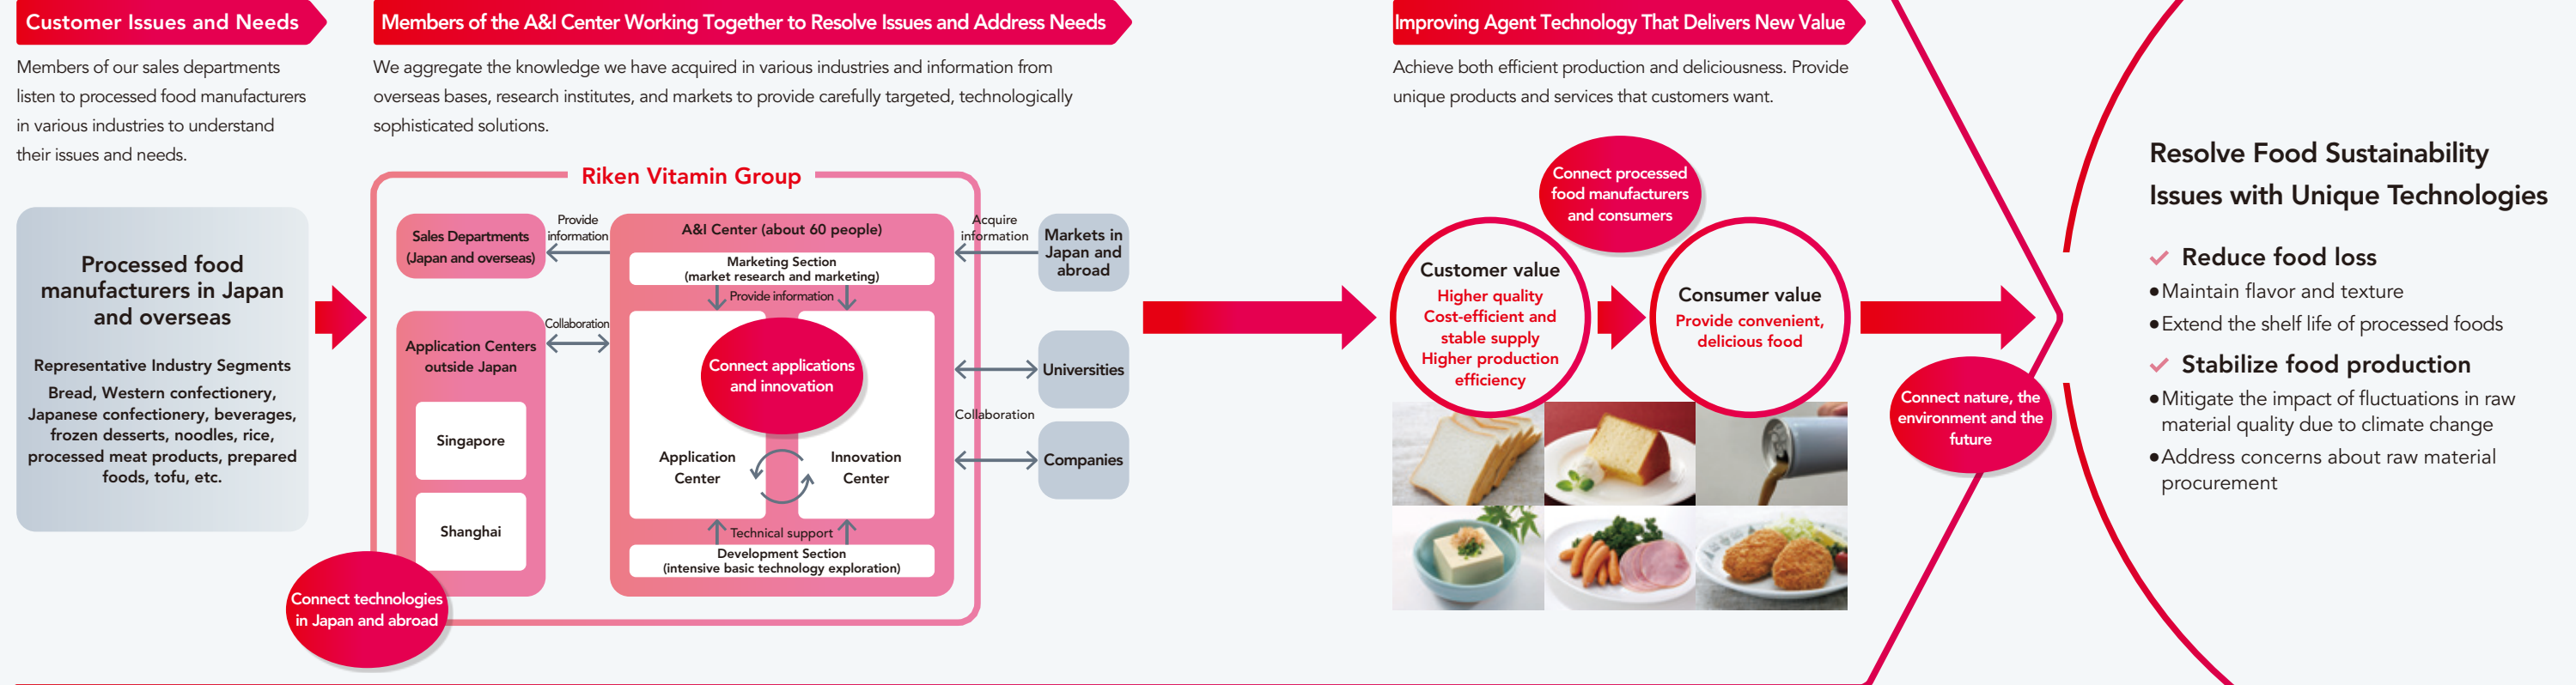 Customer Issues and Needs
Members of our sales departments
listen to processed food manufacturers
in various industries to understand
their issues and needs.
Processed food
manufacturers in Japan
and overseas
Representative Industry Segments
Bread, Western confectionery,
Japanese confectionery, beverages,
frozen desserts, noodles, rice,
processed meat products, prepared
foods, tofu, etc.
Members of the A&I Center Working Together to Resolve Issues and Address Needs
We aggregate the knowledge we have acquired in various industries and information from
overseas bases, research institutes, and markets to provide carefully targeted, technologically
sophisticated solutions.
Riken Vitamin Group
Sales Departments
(Japan and overseas)
Provide
information
Application Centers
outside Japan
Collaboration
Singapore
Shanghai
Connect technologies
in Japan and abroad
A&I Center (about 60 people)
Marketing Section
(market research and marketing)
Provide information
Connect applications
and innovation
Application
Center
Innovation
Center
Technical support
Development Section
(intensive basic technology exploration)
Acquire
information
Markets in
Japan and
abroad
Universities
Collaboration
Companies
Improving Agent Technology That Delivers New Value
Achieve both efficient production and deliciousness. Provide
unique products and services that customers want.
Connect processed
food manufacturers
and consumers
Customer value
Higher quality
Cost-efficient and
stable supply
Higher production
efficiency
Consumer value
Provide convenient,
delicious food
Connect nature, the
environment and the
future
Resolve Food Sustainability
Issues with Unique Technologies
✓ Reduce food loss
●Maintain flavor and texture
●Extend the shelf life of processed foods
✓ Stabilize food production
●Mitigate the impact of fluctuations in raw
material quality due to climate change
●Address concerns about raw material
procurement